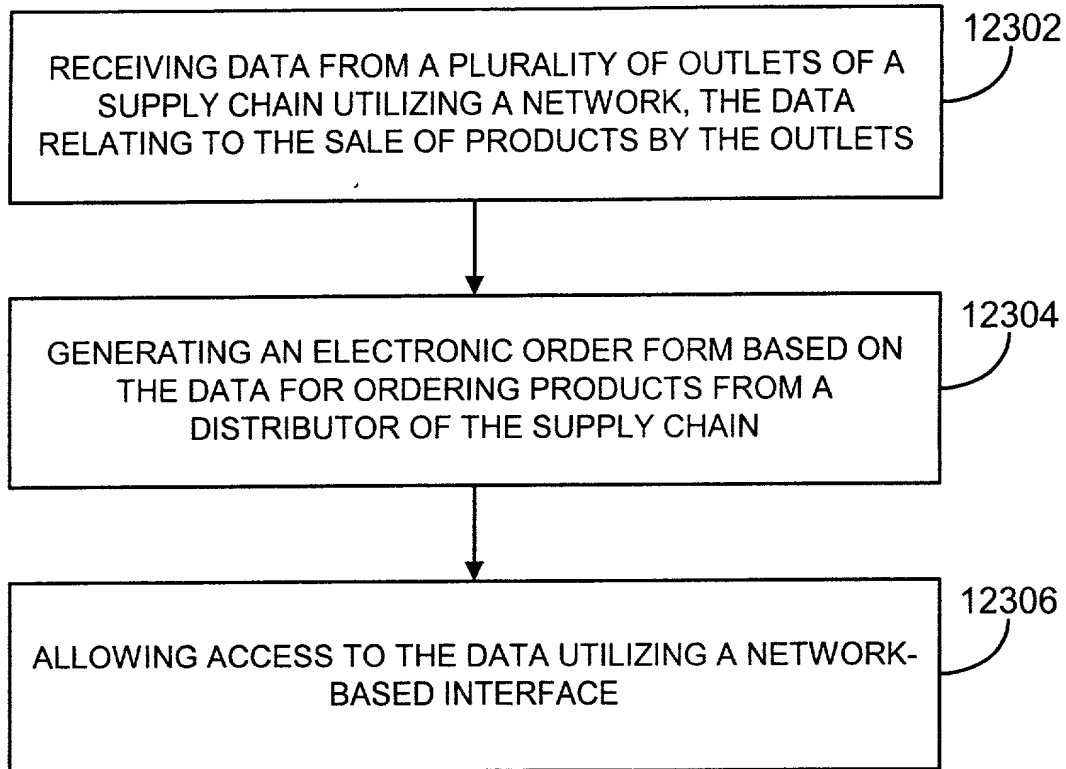 12302
RECEIVING DATA FROM A PLURALITY OF OUTLETS OF A
SUPPLY CHAIN UTILIZING A NETWORK, THE DATA
RELATING TO THE SALE OF PRODUCTS BY THE OUTLETS
12304
GENERATING AN ELECTRONIC ORDER FORM BASED ON
THE DATA FOR ORDERING PRODUCTS FROM A
DISTRIBUTOR OF THE SUPPLY CHAIN
12306
ALLOWING ACCESS TO THE DATA UTILIZING A NETWORK-
BASED INTERFACE